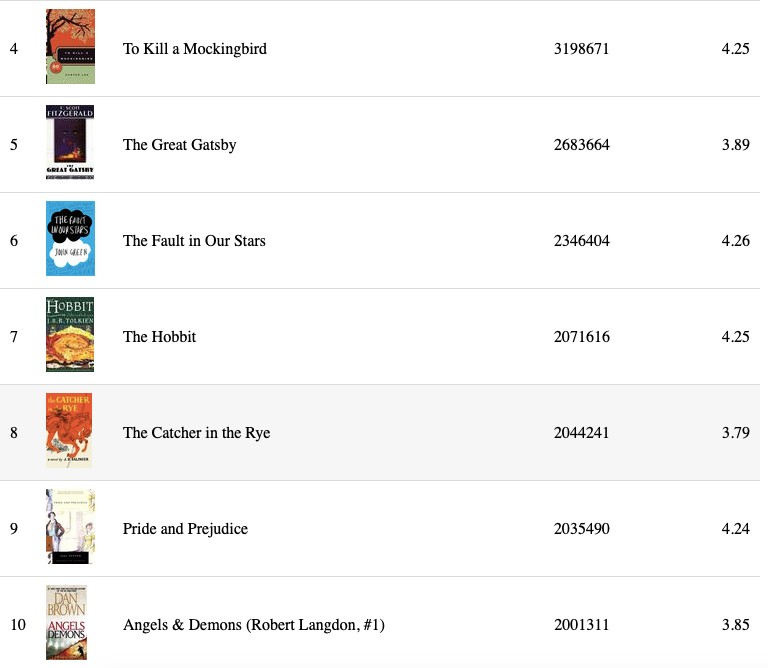 4 To Kill a Mockingbird 3198671 4.25
F. SCOTT
FITZGERALD
THE
GREAT GATSBY
5 The Great Gatsby 2683664 3.89
THE FAULT
IN OUR STARS
JOHN GREEN
6 The Fault in Our Stars 2346404 4.26
HOBBIT
J.R.R. TOLKIEN
7 The Hobbit 2071616 4.25
the CATCHER
in the RYE
a novel by J.D. SALINGER
8 The Catcher in the Rye 2044241 3.79
9 Pride and Prejudice 2035490 4.24
DAN
BROWN
ANGELS
DEMONS
10 Angels & Demons (Robert Langdon, #1) 2001311 3.85